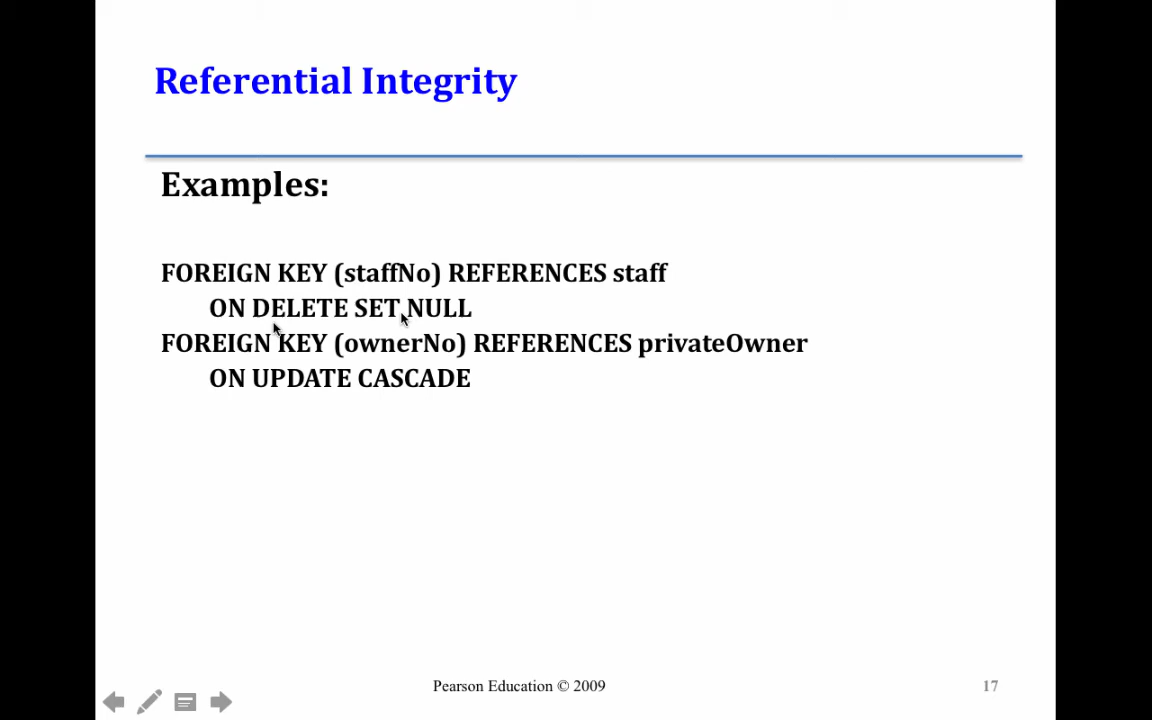 Referential Integrity
Examples:
FOREIGN KEY (staffNo) REFERENCES staff
ON DELETE SET NULL
FOREIGN KEY (ownerNo) REFERENCES privateOwner
ON UPDATE CASCADE
Pearson Education © 2009
17